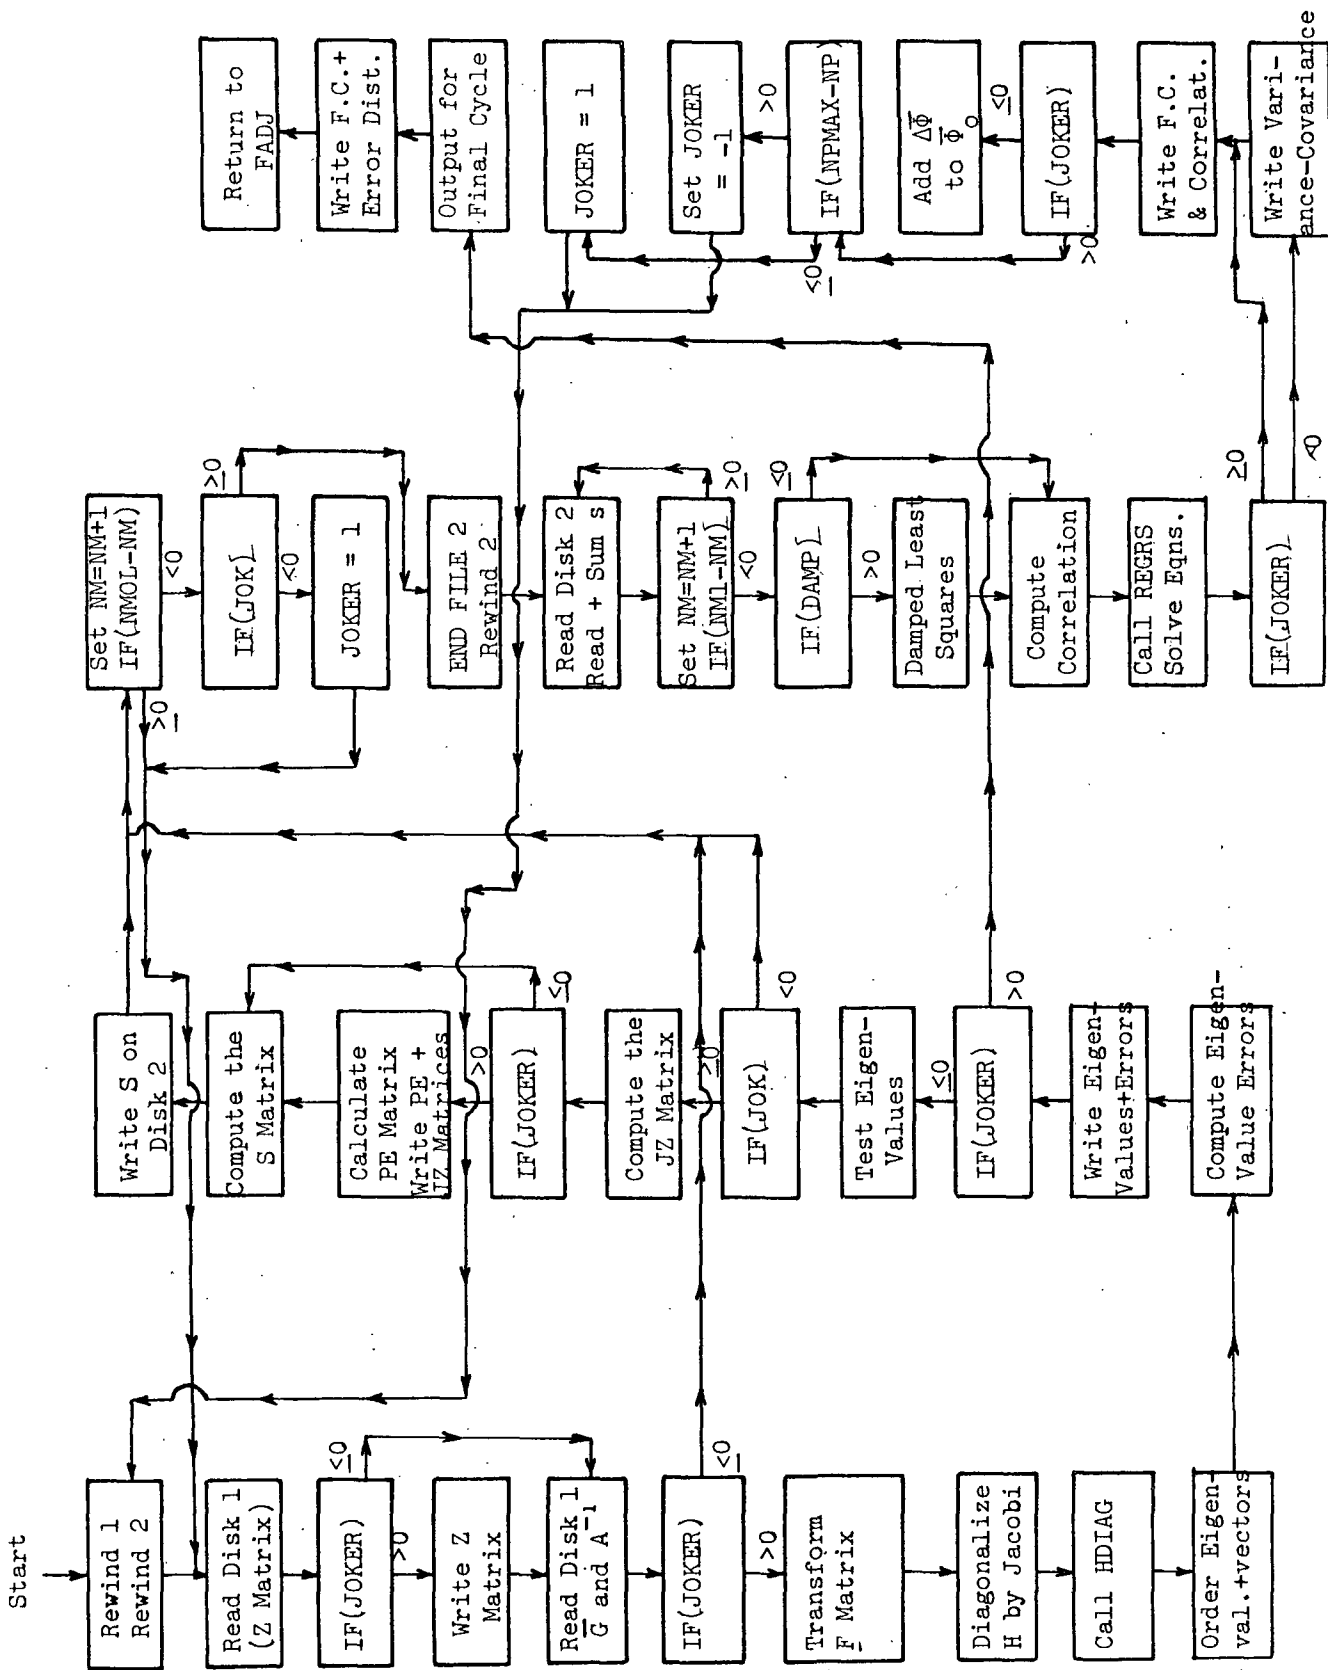 Start
Rewind 1
Rewind 2
Read Disk 1
(Z Matrix)
IF(JOKER)
≤0
>0
Write Z
Matrix
Read Disk 1
G̅ and A⁻¹
IF(JOKER)
≤0
>0
Transform
F Matrix
Diagonalize
H by Jacobi
Call HDIAG
Order Eigen-
val.+vectors
Write S on
Disk 2
Compute the
S Matrix
Calculate
PE Matrix
Write PE +
JZ Matrices
>0
IF(JOKER)
≤0
Compute the
JZ Matrix
≥0
IF(JOK)
<0
Test Eigen-
Values
≤0
IF(JOKER)
>0
Write Eigen-
Values+Errors
Compute Eigen-
Value Errors
Set NM=NM+1
IF(NMOL-NM)
≥0
<0
IF(JOK)
≥0
<0
JOKER = 1
END FILE 2
Rewind 2
Read Disk 2
Read + Sum s
Set NM=NM+1
IF(NM1-NM)
≥0
<0
IF(DAMP)
≤0
>0
Damped Least
Squares
Compute
Correlation
Call REGRS
Solve Eqns.
IF(JOKER)
≥0
<0
Return to
FADJ
Write F.C.+
Error Dist.
Output for
Final Cycle
JOKER = 1
Set JOKER
= -1
>0
IF(NPMAX-NP)
≤0
Add ΔΦ̅
to Φ̅₀
≤0
IF(JOKER)
>0
Write F.C.
& Correlat.
Write Vari-
ance-Covariance